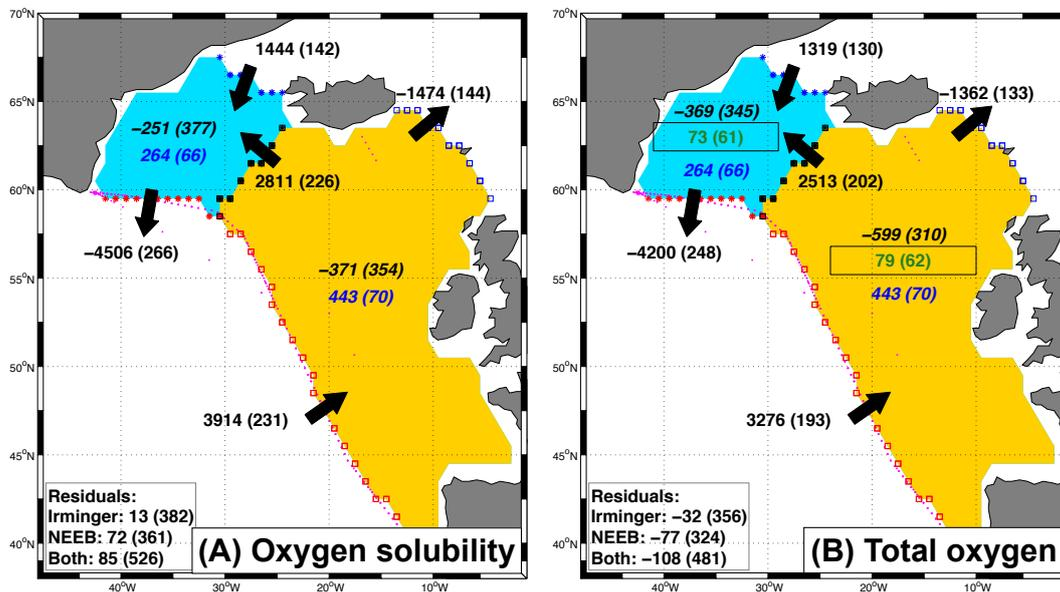 70°N
65°N
60°N
55°N
50°N
45°N
40°N
40°W
30°W
20°W
10°W
1444 (142)
−1474 (144)
−251 (377)
264 (66)
2811 (226)
−4506 (266)
−371 (354)
443 (70)
3914 (231)
Residuals:
Irminger: 13 (382)
NEEB: 72 (361)
Both: 85 (526)
(A) Oxygen solubility
70°N
65°N
60°N
55°N
50°N
45°N
40°N
40°W
30°W
20°W
10°W
1319 (130)
−1362 (133)
−369 (345)
73 (61)
264 (66)
2513 (202)
−4200 (248)
−599 (310)
79 (62)
443 (70)
3276 (193)
Residuals:
Irminger: −32 (356)
NEEB: −77 (324)
Both: −108 (481)
(B) Total oxygen